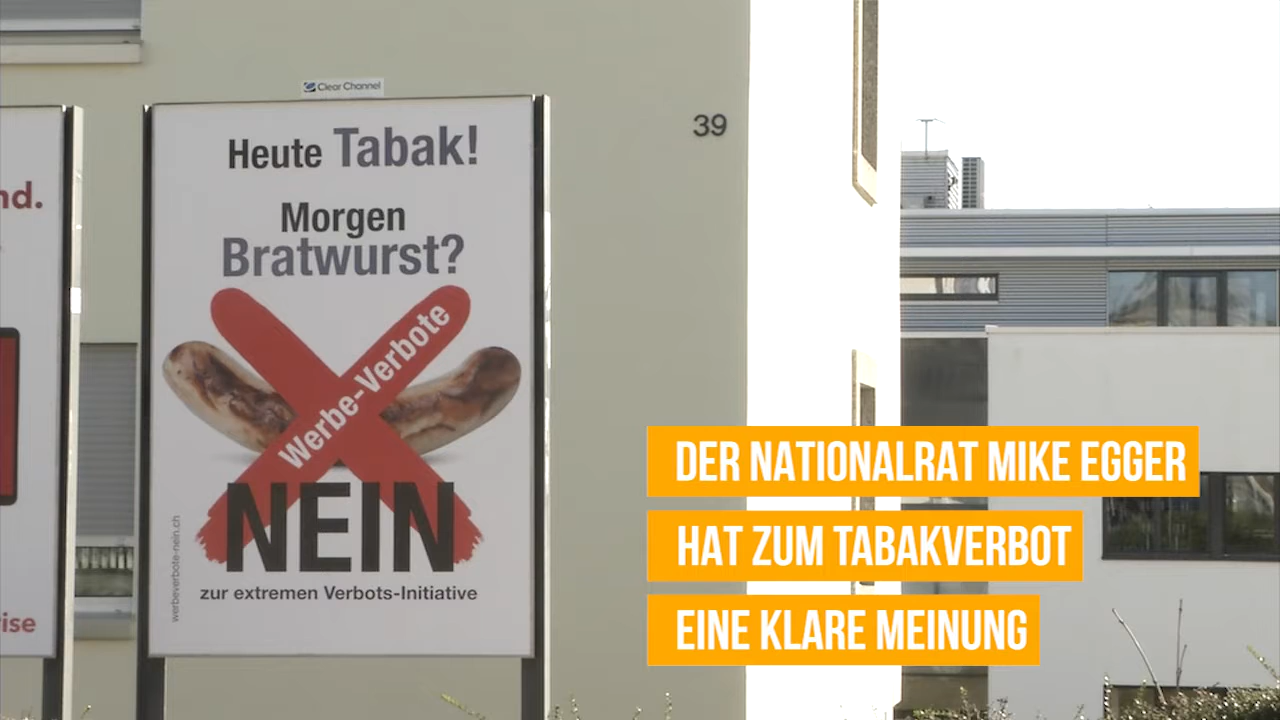 Clear Channel
Heute Tabak!
Morgen
Bratwurst?
Werbe-Verbote
NEIN
zur extremen Verbots-Initiative
werbeverbote-nein.ch
nd.
ise
39
DER NATIONALRAT MIKE EGGER
HAT ZUM TABAKVERBOT
EINE KLARE MEINUNG